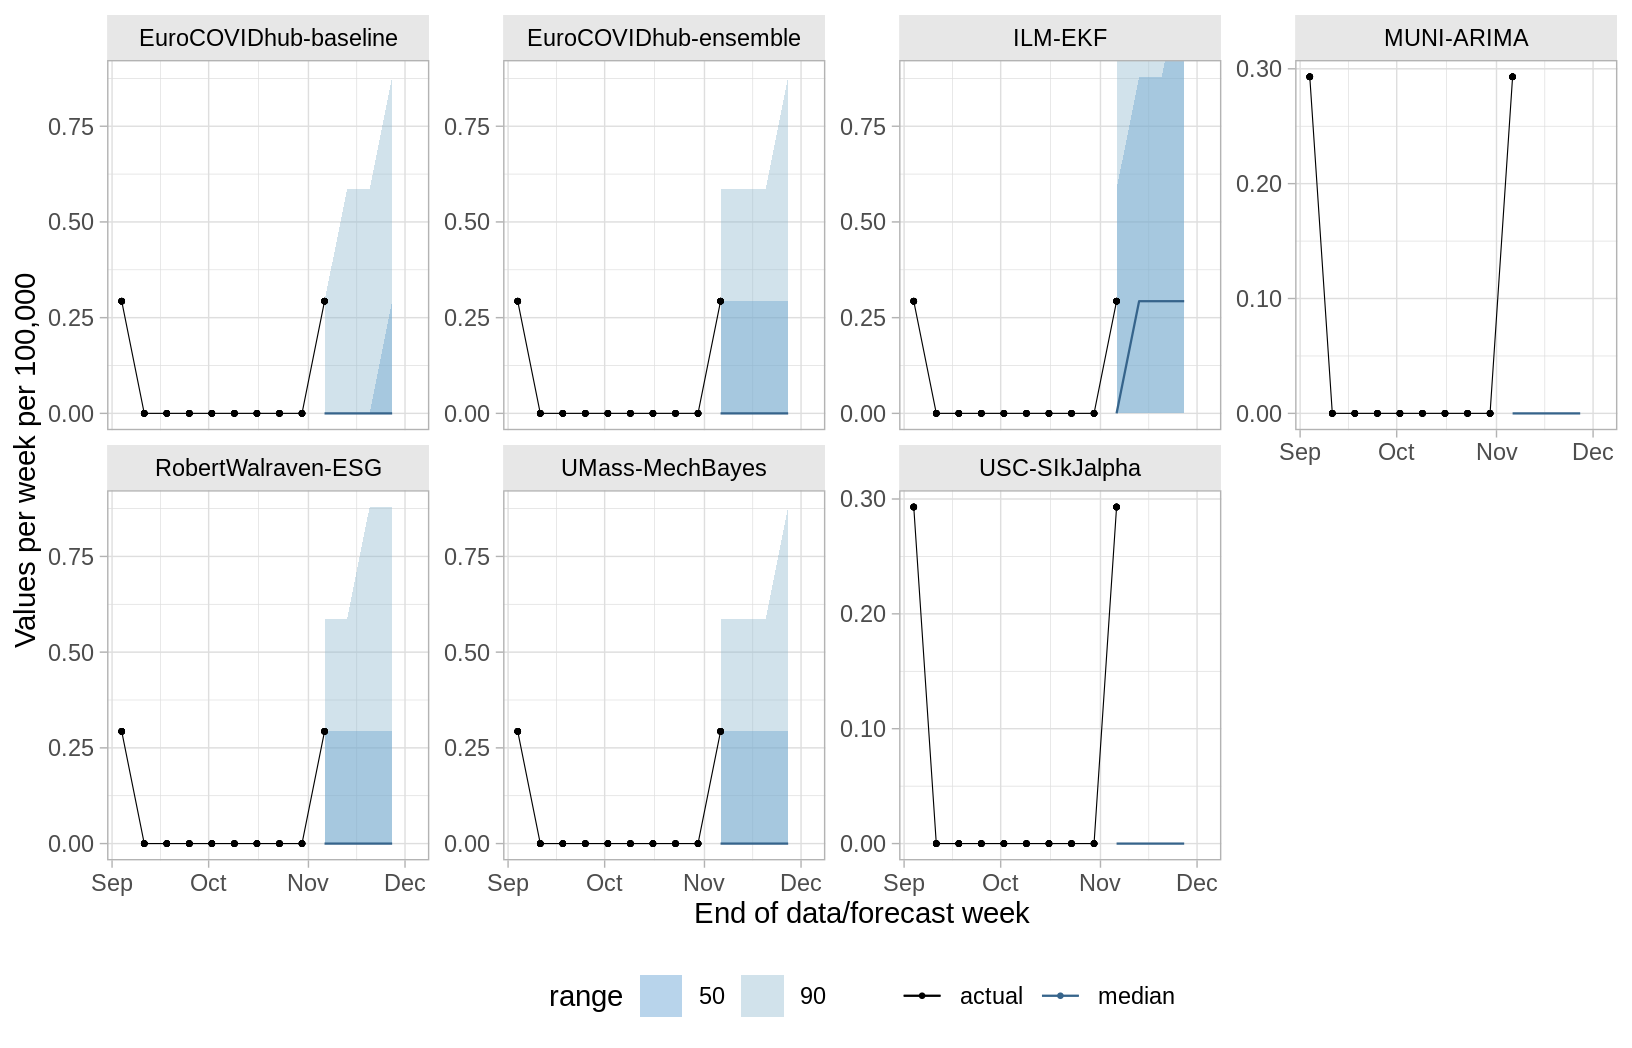 EuroCOVIDhub-baseline EuroCOVIDhub-ensemble ILM-EKF MUNI-ARIMA
0.75 0.50 0.25 0.00
0.75 0.50 0.25 0.00
0.75 0.50 0.25 0.00
0.30 0.20 0.10 0.00
Sep Oct Nov Dec
Values per week per 100,000
RobertWalraven-ESG UMass-MechBayes USC-SIkJalpha
0.75 0.50 0.25 0.00
0.75 0.50 0.25 0.00
0.30 0.20 0.10 0.00
Sep Oct Nov Dec Sep Oct Nov Dec Sep Oct Nov Dec
End of data/forecast week
range 50 90 actual median